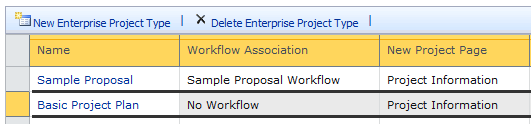 New Enterprise Project Type | Delete Enterprise Project Type |
Name Workflow Association New Project Page
Sample Proposal Sample Proposal Workflow Project Information
Basic Project Plan No Workflow Project Information